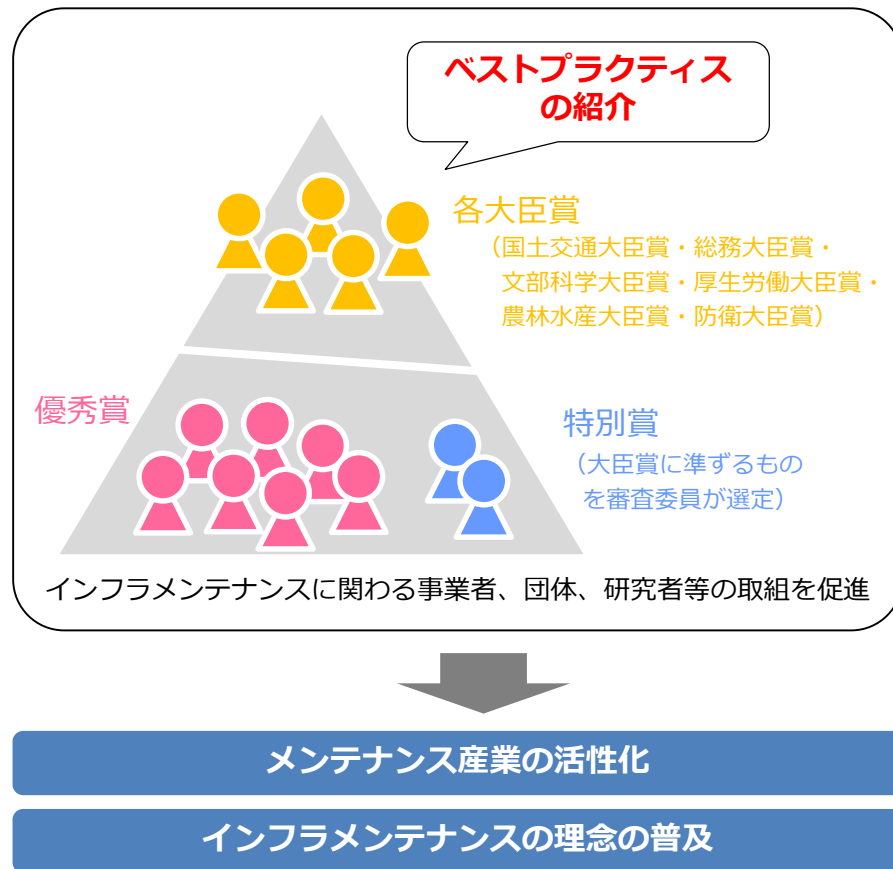 ベストプラクティス
の紹介
各大臣賞
（国土交通大臣賞・総務大臣賞・
文部科学大臣賞・厚生労働大臣賞・
農林水産大臣賞・防衛大臣賞）
優秀賞
特別賞
（大臣賞に準ずるもの
を審査委員が選定）
インフラメンテナンスに関わる事業者、団体、研究者等の取組を促進
メンテナンス産業の活性化
インフラメンテナンスの理念の普及